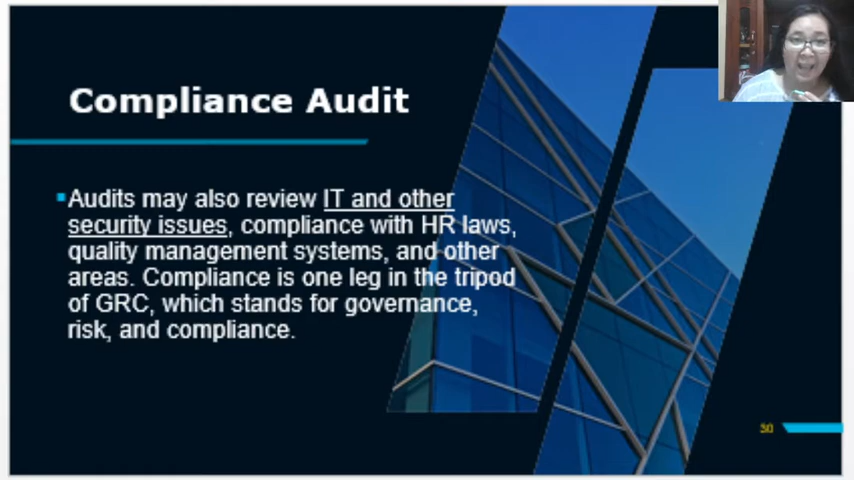 Compliance Audit
Audits may also review IT and other
security issues, compliance with HR laws,
quality management systems, and other
areas. Compliance is one leg in the tripod
of GRC, which stands for governance,
risk, and compliance.
30